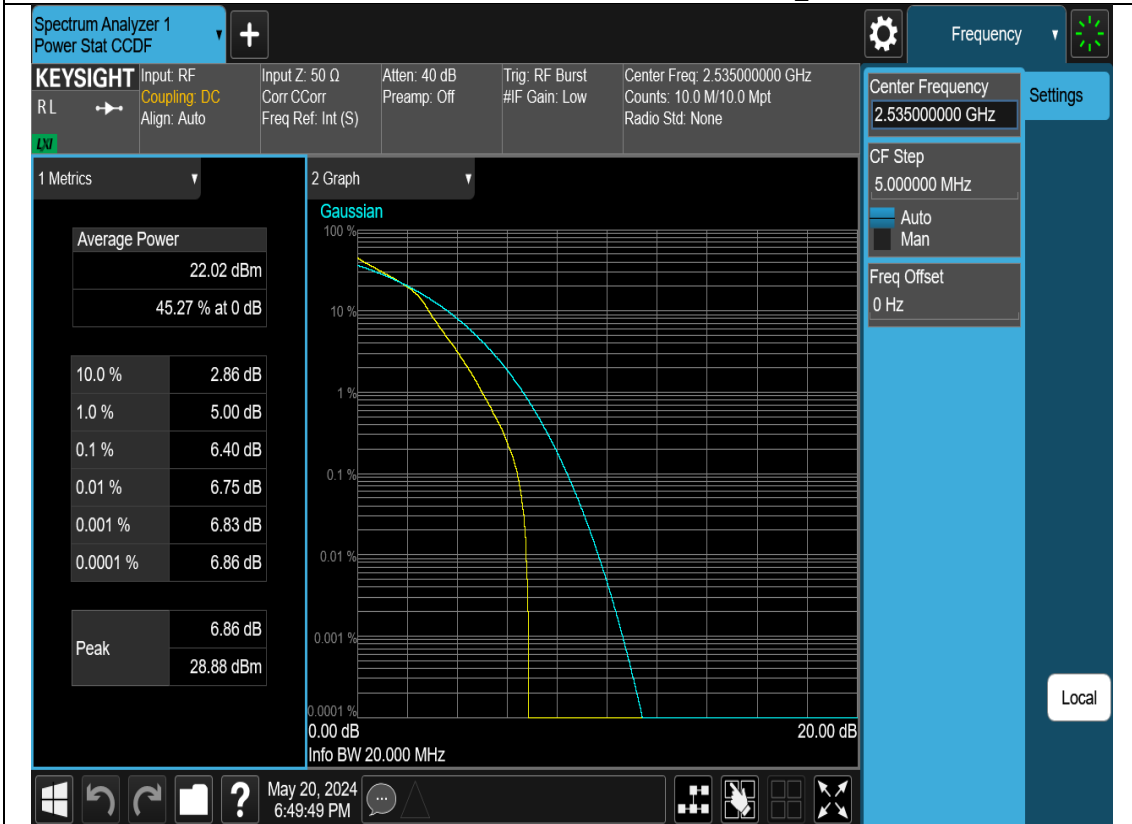 Spectrum Analyzer 1
Power Stat CCDF
Frequency
KEYSIGHT
RL
LXI
Input: RF
Coupling: DC
Align: Auto
Input Z: 50 Ω
Corr CCorr
Freq Ref: Int (S)
Atten: 40 dB
Preamp: Off
Trig: RF Burst
#IF Gain: Low
Center Freq: 2.535000000 GHz
Counts: 10.0 M/10.0 Mpt
Radio Std: None
Center Frequency
2.535000000 GHz
Settings
CF Step
5.000000 MHz
Auto
Man
Freq Offset
0 Hz
1 Metrics
Average Power
22.02 dBm
45.27 % at 0 dB
10.0 % 2.86 dB
1.0 % 5.00 dB
0.1 % 6.40 dB
0.01 % 6.75 dB
0.001 % 6.83 dB
0.0001 % 6.86 dB
Peak
6.86 dB
28.88 dBm
2 Graph
Gaussian
100 %
10 %
1 %
0.1 %
0.01 %
0.001 %
0.0001 %
0.00 dB 20.00 dB
Info BW 20.000 MHz
Local
?
May 20, 2024
6:49:49 PM